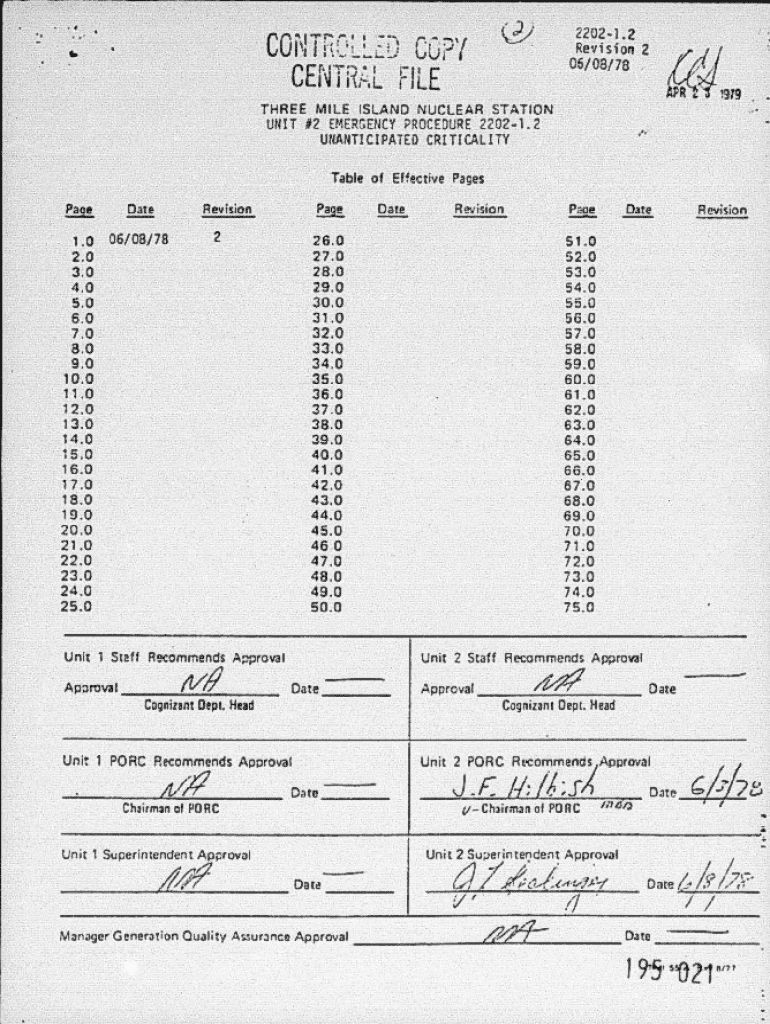 2
2202-1.2
CONTROLLED COPY
Revision 2
06/08/78
CENTRAL FILE
APR 23 1979
THREE MILE ISLAND NUCLEAR STATION
UNIT #2 EMERGENCY PROCEDURE 2202-1.2
UNANTICIPATED CRITICALITY
Table of Effective Pages
Page Date Revision Page Date Revision Page Date Revision
1.0 06/08/78 2 26.0 51.0
2.0 27.0 52.0
3.0 28.0 53.0
4.0 29.0 54.0
5.0 30.0 55.0
6.0 31.0 56.0
7.0 32.0 57.0
8.0 33.0 58.0
9.0 34.0 59.0
10.0 35.0 60.0
11.0 36.0 61.0
12.0 37.0 62.0
13.0 38.0 63.0
14.0 39.0 64.0
15.0 40.0 65.0
16.0 41.0 66.0
17.0 42.0 67.0
18.0 43.0 68.0
19.0 44.0 69.0
20.0 45.0 70.0
21.0 46 0 71.0
22.0 47.0 72.0
23.0 48.0 73.0
24.0 49.0 74.0
25.0 50.0 75.0
Unit 1 Staff Recommends Approval Unit 2 Staff Recommends Approval
Approval NA Date Approval NA Date
Cognizant Dept. Head Cognizant Dept. Head
Unit 1 PORC Recommends Approval Unit 2 PORC Recommends Approval
NA Date J.F. Hilbish Date
Chairman of PORC Chairman of PORC
Unit 1 Superintendent Approval Unit 2 Superintendent Approval
NA Date Date 6/8/78
Manager Generation Quality Assurance Approval NA Date
195 021